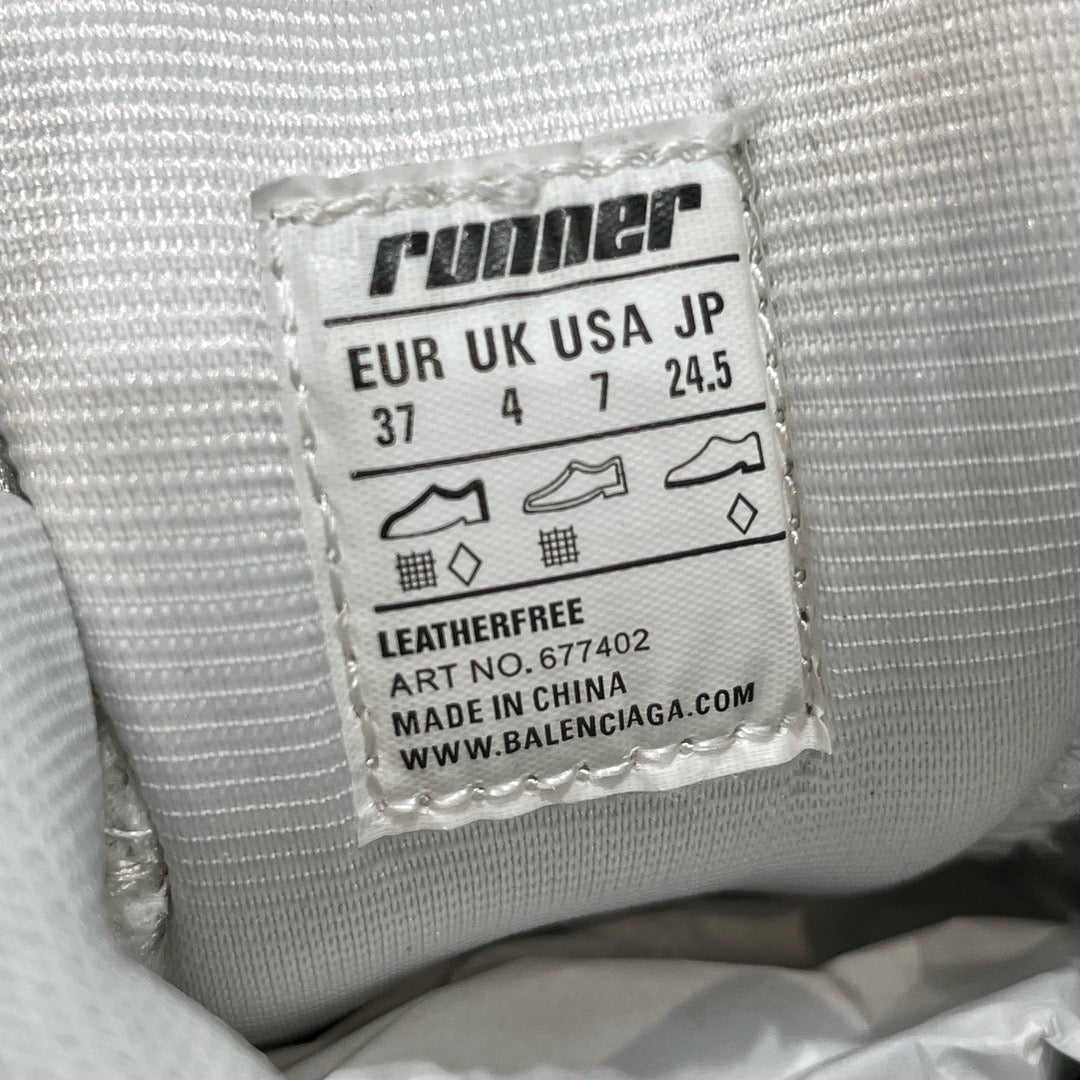 runner
EUR UK USA JP
37 4 7 24.5
LEATHERFREE
ART NO. 677402
MADE IN CHINA
WWW.BALENCIAGA.COM